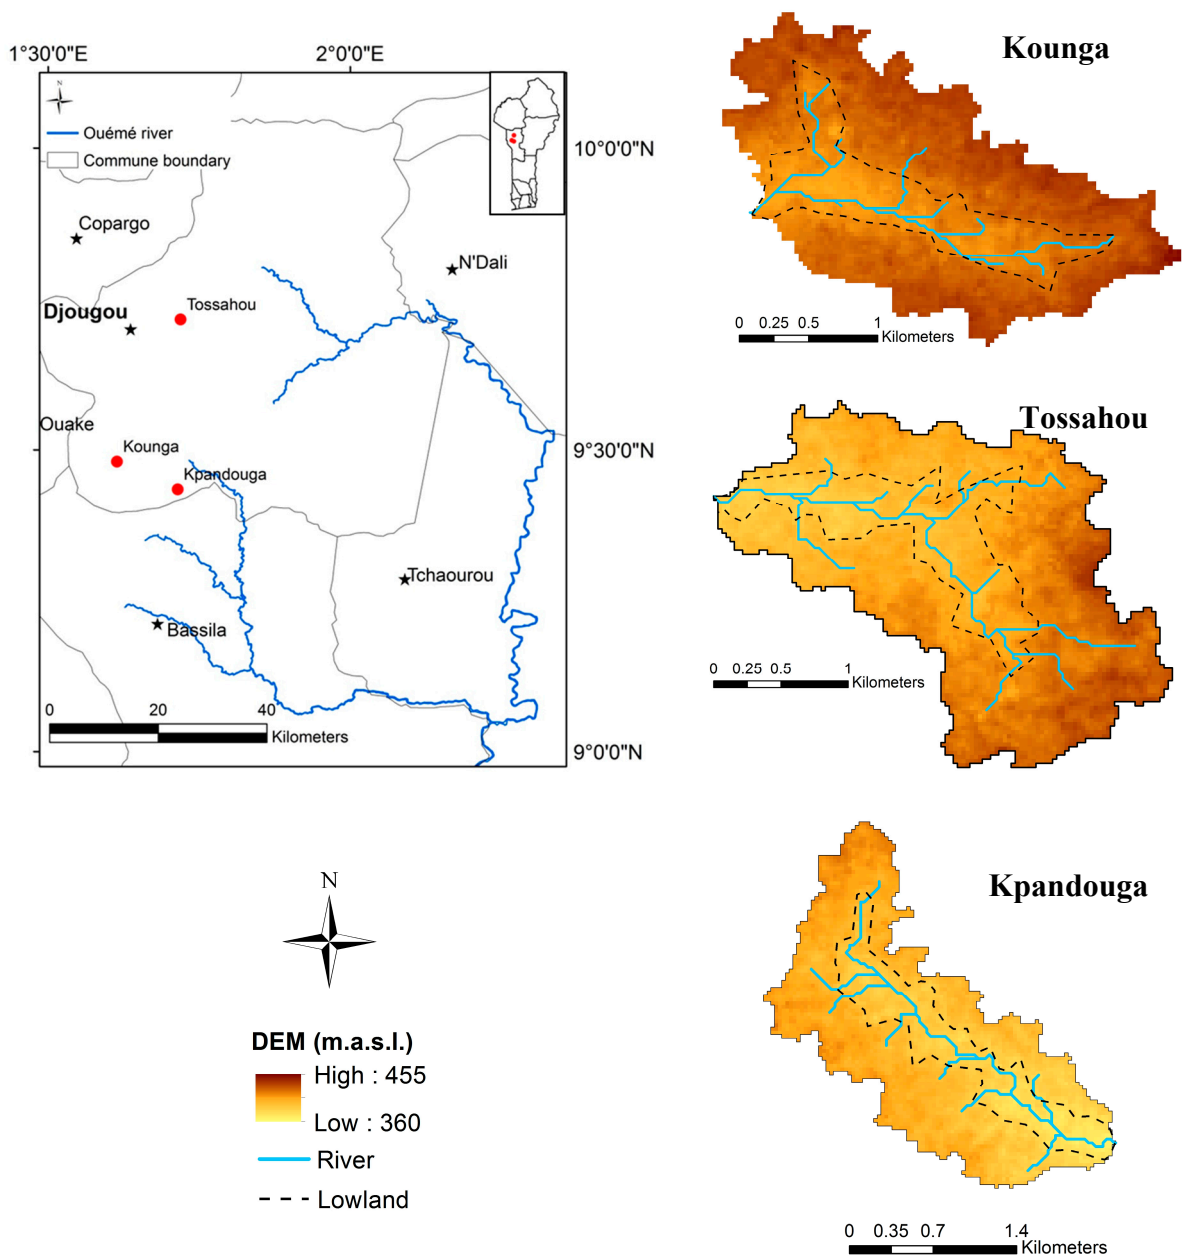 1°30'0"E
2°0'0"E
N
Ouémé river
Commune boundary
10°0'0"N
Copargo
N'Dali
Djougou
Tossahou
Ouake
Kounga
Kpandouga
9°30'0"N
Tchaourou
Bassila
0 20 40
Kilometers
9°0'0"N
Kounga
0 0.25 0.5 1
Kilometers
Tossahou
0 0.25 0.5 1
Kilometers
Kpandouga
0 0.35 0.7 1.4
Kilometers
N
DEM (m.a.s.l.)
High : 455
Low : 360
River
Lowland